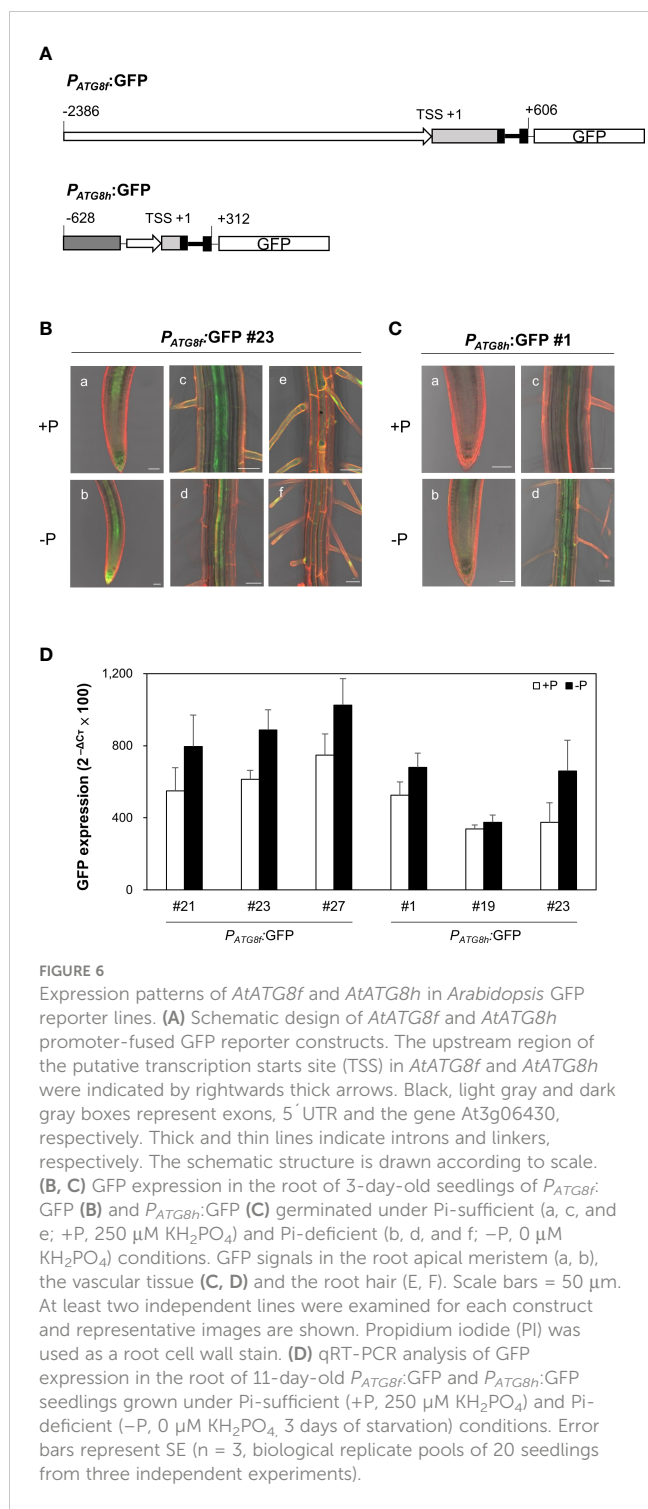 A
P_ATG8f:GFP
-2386
TSS +1
+606
GFP
P_ATG8h:GFP
-628
TSS +1
+312
GFP
B
P_ATG8f:GFP #23
C
P_ATG8h:GFP #1
+P
a
c
e
+P
a
c
-P
b
d
f
-P
b
d
D
GFP expression (2^−ΔCT x 100)
1,200
800
400
0
+P
-P
#21
#23
#27
#1
#19
#23
P_ATG8f:GFP
P_ATG8h:GFP
FIGURE 6
Expression patterns of AtATG8f and AtATG8h in Arabidopsis GFP
reporter lines. (A) Schematic design of AtATG8f and AtATG8h
promoter-fused GFP reporter constructs. The upstream region of
the putative transcription starts site (TSS) in AtATG8f and AtATG8h
were indicated by rightwards thick arrows. Black, light gray and dark
gray boxes represent exons, 5´UTR and the gene At3g06430,
respectively. Thick and thin lines indicate introns and linkers,
respectively. The schematic structure is drawn according to scale.
(B, C) GFP expression in the root of 3-day-old seedlings of P_ATG8f:
GFP (B) and P_ATG8h:GFP (C) germinated under Pi-sufficient (a, c, and
e; +P, 250 µM KH2PO4) and Pi-deficient (b, d, and f; −P, 0 µM
KH2PO4) conditions. GFP signals in the root apical meristem (a, b),
the vascular tissue (C, D) and the root hair (E, F). Scale bars = 50 µm.
At least two independent lines were examined for each construct
and representative images are shown. Propidium iodide (PI) was
used as a root cell wall stain. (D) qRT-PCR analysis of GFP
expression in the root of 11-day-old P_ATG8f:GFP and P_ATG8h:GFP
seedlings grown under Pi-sufficient (+P, 250 µM KH2PO4) and Pi-
deficient (−P, 0 µM KH2PO4, 3 days of starvation) conditions. Error
bars represent SE (n = 3, biological replicate pools of 20 seedlings
from three independent experiments).